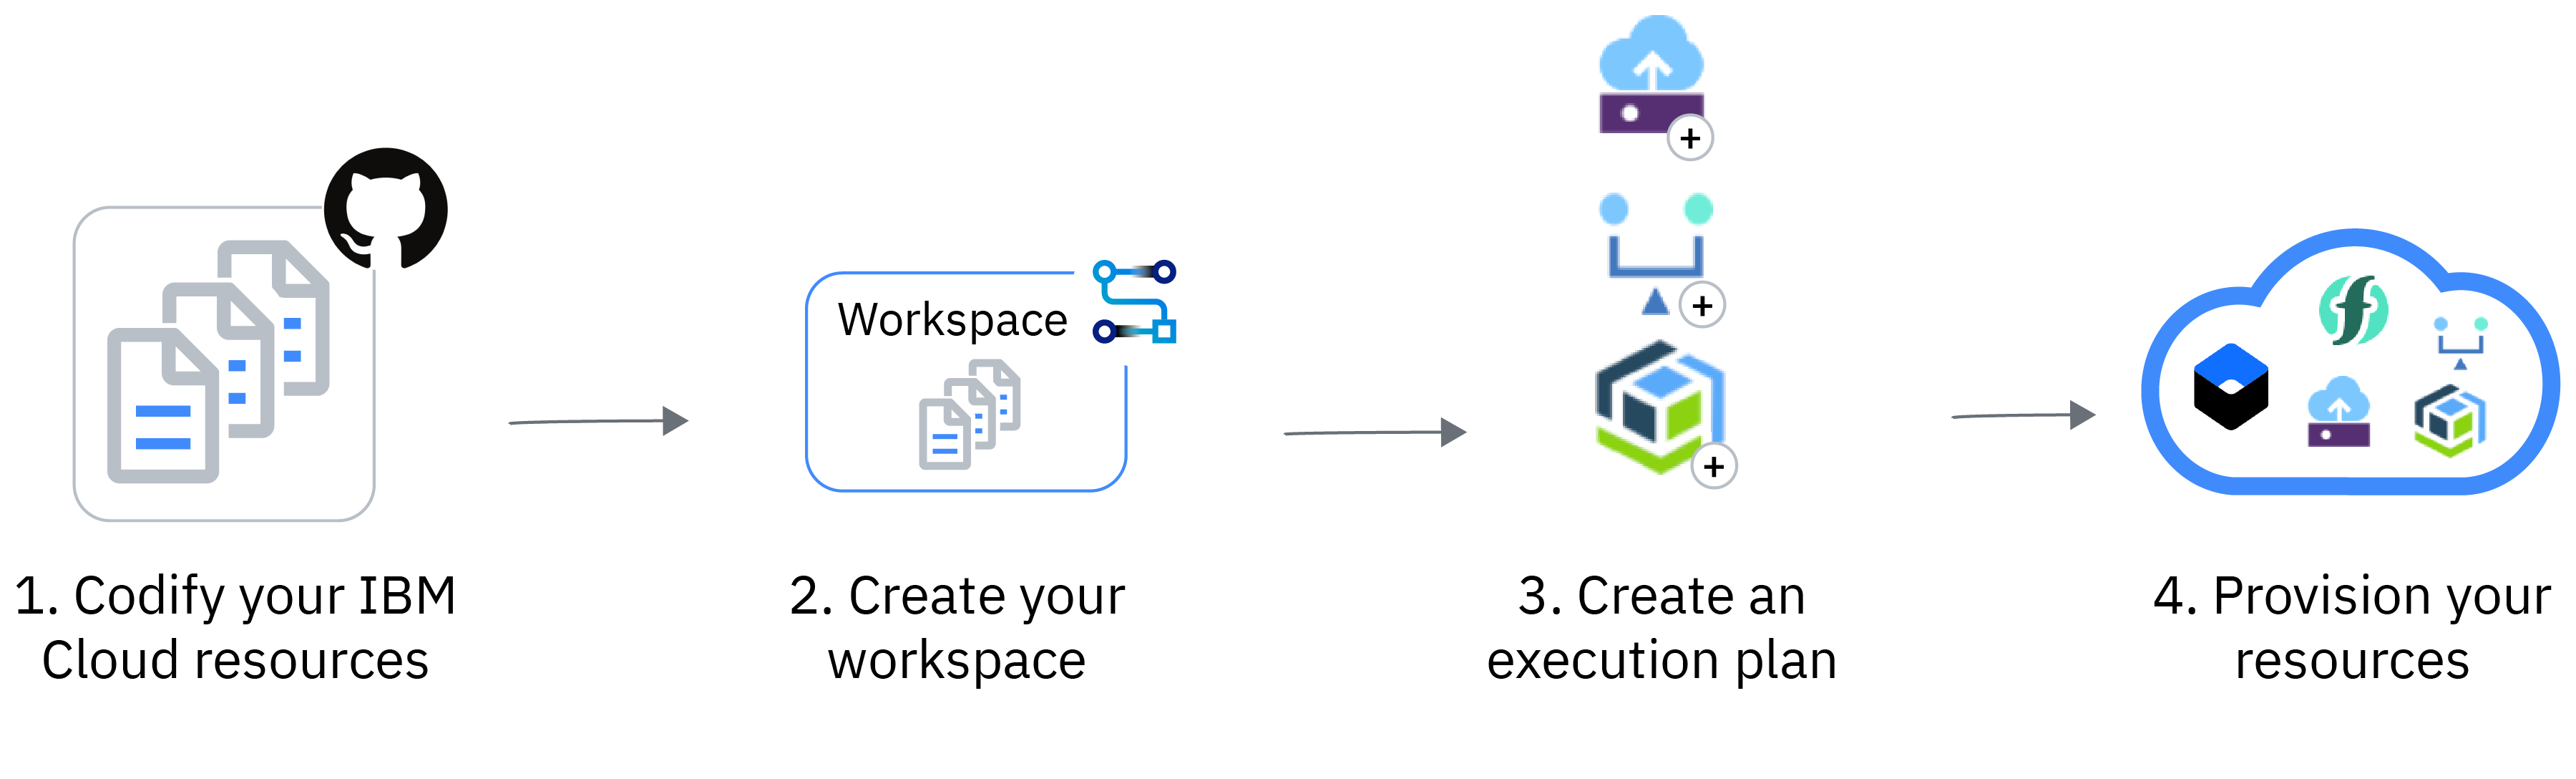 Workspace
1. Codify your IBM
Cloud resources
2. Create your
workspace
3. Create an
execution plan
4. Provision your
resources